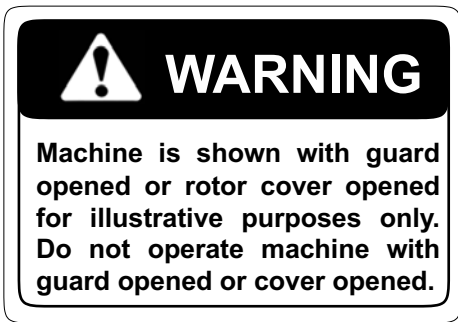 WARNING
Machine is shown with guard
opened or rotor cover opened
for illustrative purposes only.
Do not operate machine with
guard opened or cover opened.